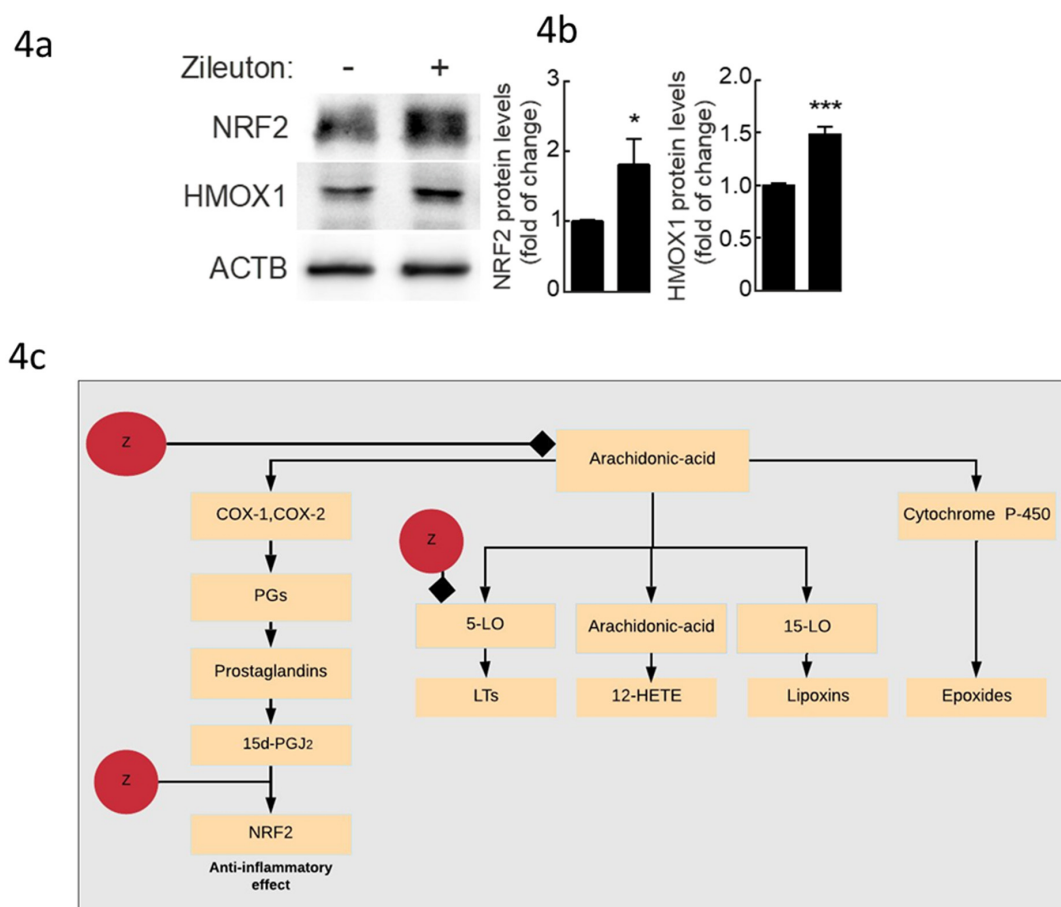 4a
4b
Zileuton: - +
NRF2
HMOX1
ACTB
NRF2 protein levels
(fold of change)
3
2
1
0
*
HMOX1 protein levels
(fold of change)
2.0
1.5
1.0
0.5
0
***
4c
Z
Arachidonic-acid
COX-1,COX-2
Cytochrome P-450
Z
PGs
5-LO
Arachidonic-acid
15-LO
Prostaglandins
LTs
12-HETE
Lipoxins
Epoxides
15d-PGJ2
Z
NRF2
Anti-inflammatory
effect